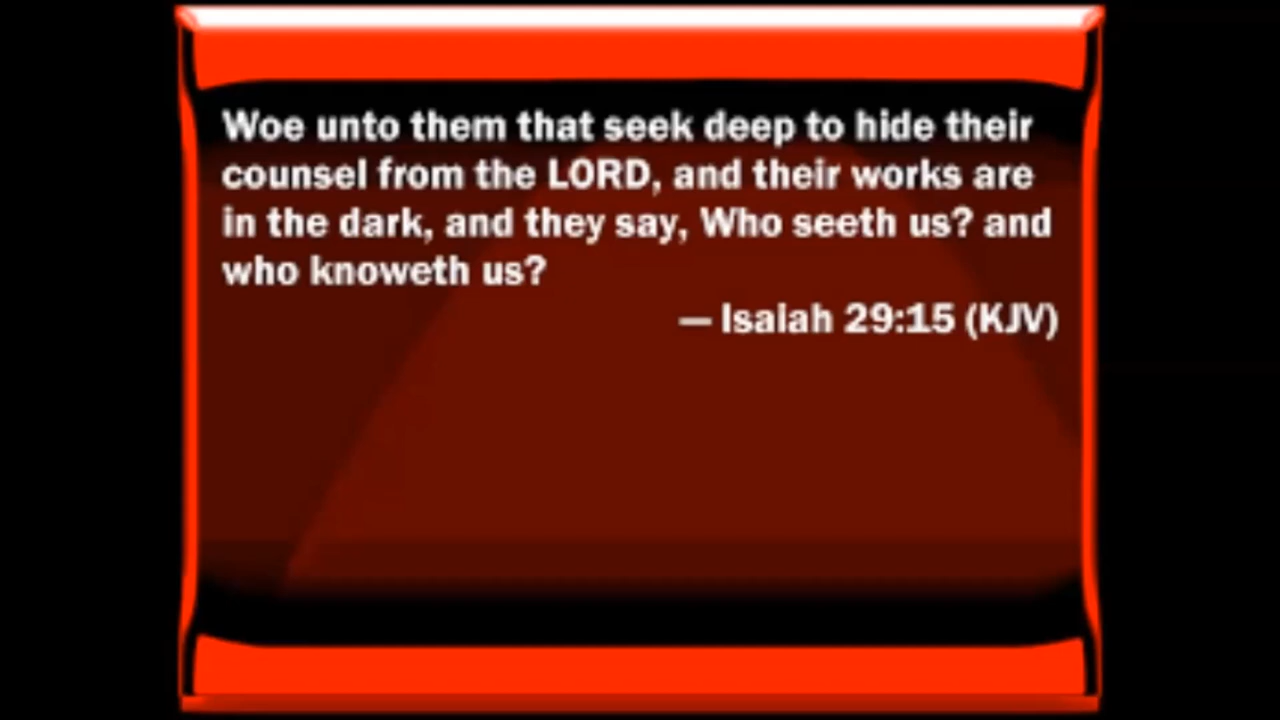 Woe unto them that seek deep to hide their
counsel from the LORD, and their works are
in the dark, and they say, Who seeth us? and
who knoweth us?
— Isaiah 29:15 (KJV)